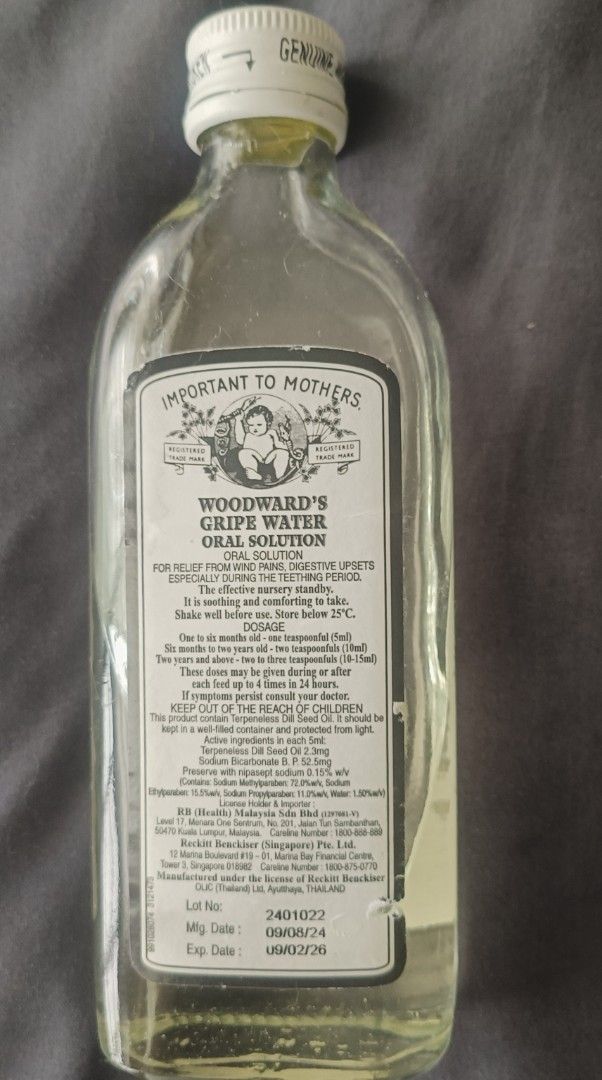 GENUINE
IMPORTANT TO MOTHERS.
REGISTERED
TRADE MARK
REGISTERED
TRADE MARK
WOODWARD'S
GRIPE WATER
ORAL SOLUTION
ORAL SOLUTION
FOR RELIEF FROM WIND PAINS, DIGESTIVE UPSETS
ESPECIALLY DURING THE TEETHING PERIOD.
The effective nursery standby.
It is soothing and comforting to take.
Shake well before use. Store below 25°C.
DOSAGE
One to six months old - one teaspoonful (5ml)
Six months to two years old - two teaspoonfuls (10ml)
Two years and above - two to three teaspoonfuls (10-15ml)
These doses may be given during or after
each feed up to 4 times in 24 hours.
If symptoms persist consult your doctor.
KEEP OUT OF THE REACH OF CHILDREN
This product contain Terpeneless Dill Seed Oil. It should be
kept in a well-filled container and protected from light.
Active ingredients in each 5ml:
Terpeneless Dill Seed Oil 2.3mg
Sodium Bicarbonate B. P. 52.5mg
Preserve with nipasept sodium 0.15% w/v
(Contains: Sodium Methylparaben: 72.0%w/v, Sodium
Ethylparaben: 15.5%w/v, Sodium Propylparaben: 11.0%w/v, Water: 1.50%w/v)
License Holder & Importer :
RB (Health) Malaysia Sdn Bhd (1297681-V)
Level 17, Menara One Sentrum, No. 201, Jalan Tun Sambanthan,
50470 Kuala Lumpur, Malaysia. Careline Number : 1800-888-889
Reckitt Benckiser (Singapore) Pte. Ltd.
12 Marina Boulevard #19 - 01, Marina Bay Financial Centre,
Tower 3, Singapore 018982 Careline Number : 1800-875-0770
Manufactured under the license of Reckitt Benckiser
OLIC (Thailand) Ltd, Ayutthaya, THAILAND
Lot No: 2401022
Mfg. Date : 09/08/24
Exp. Date : 09/02/26